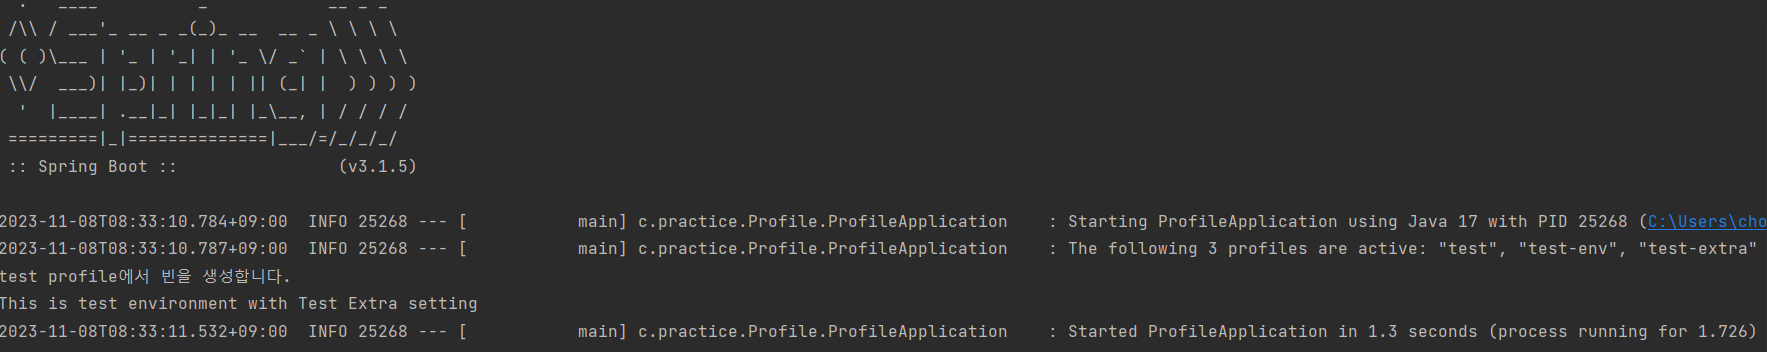 .   ____          _            __ _ _
 /\\ / ___'_ __ _ _(_)_ __  __ _ \ \ \ \
( ( )\___ | '_ | '_| | '_ \/ _` | \ \ \ \
 \\/  ___)| |_)| | | | | || (_| |  ) ) ) )
  '  |____| .__|_| |_|_| |_\__, | / / / /
 =========|_|==============|___/=/_/_/_/
 :: Spring Boot ::                (v3.1.5)
2023-11-08T08:33:10.784+09:00  INFO 25268 --- [           main] c.practice.Profile.ProfileApplication    : Starting ProfileApplication using Java 17 with PID 25268 (C:\Users\cho
2023-11-08T08:33:10.787+09:00  INFO 25268 --- [           main] c.practice.Profile.ProfileApplication    : The following 3 profiles are active: "test", "test-env", "test-extra"
test profile에서 빈을 생성합니다.
This is test environment with Test Extra setting
2023-11-08T08:33:11.532+09:00  INFO 25268 --- [           main] c.practice.Profile.ProfileApplication    : Started ProfileApplication in 1.3 seconds (process running for 1.726)